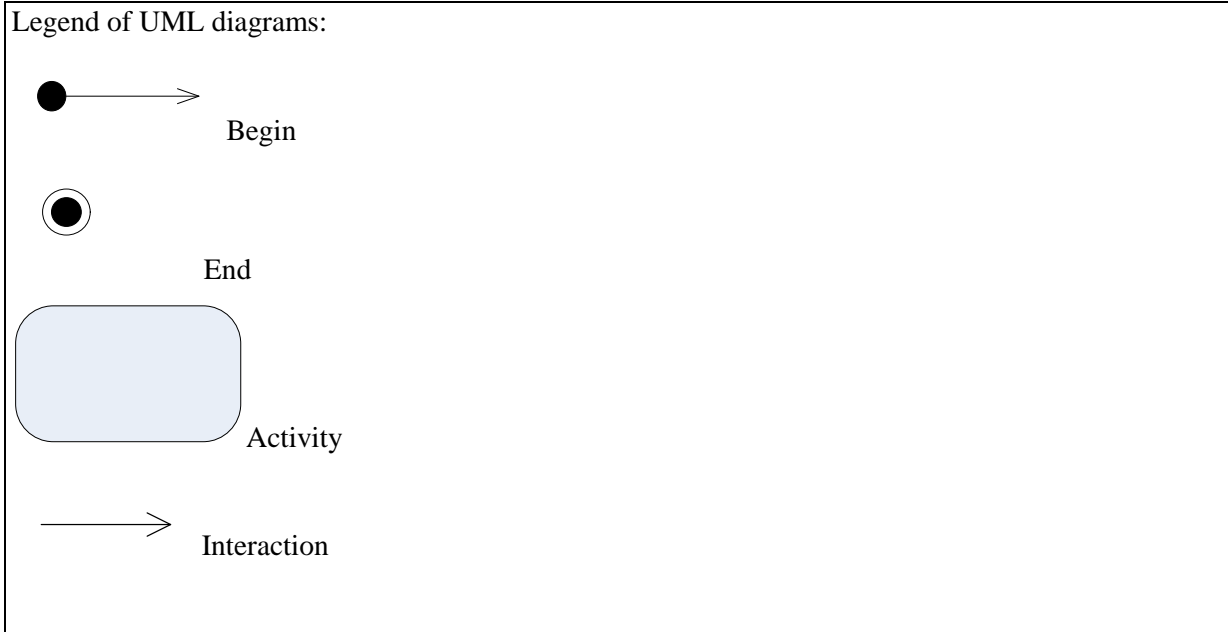 Legend of UML diagrams:
Begin
End
Activity
Interaction